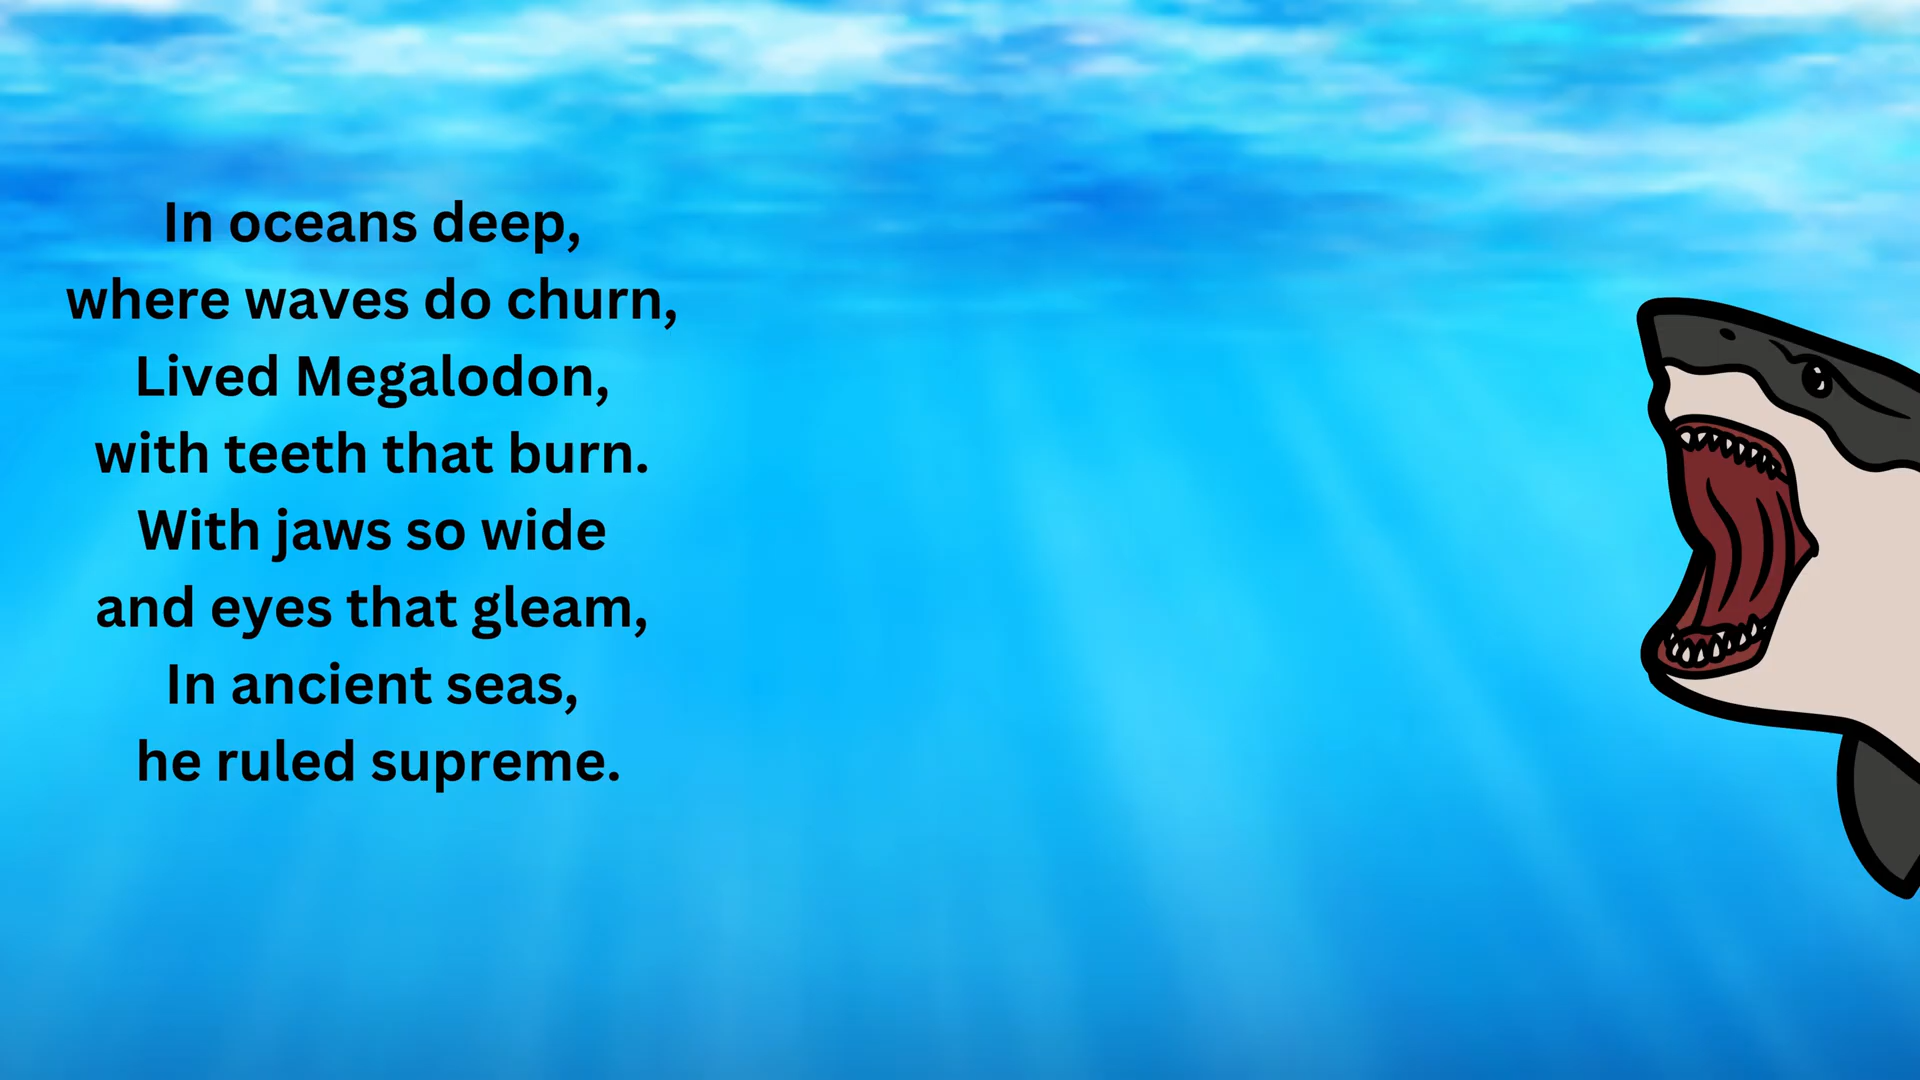 In oceans deep,
where waves do churn,
Lived Megalodon,
with teeth that burn.
With jaws so wide
and eyes that gleam,
In ancient seas,
he ruled supreme.